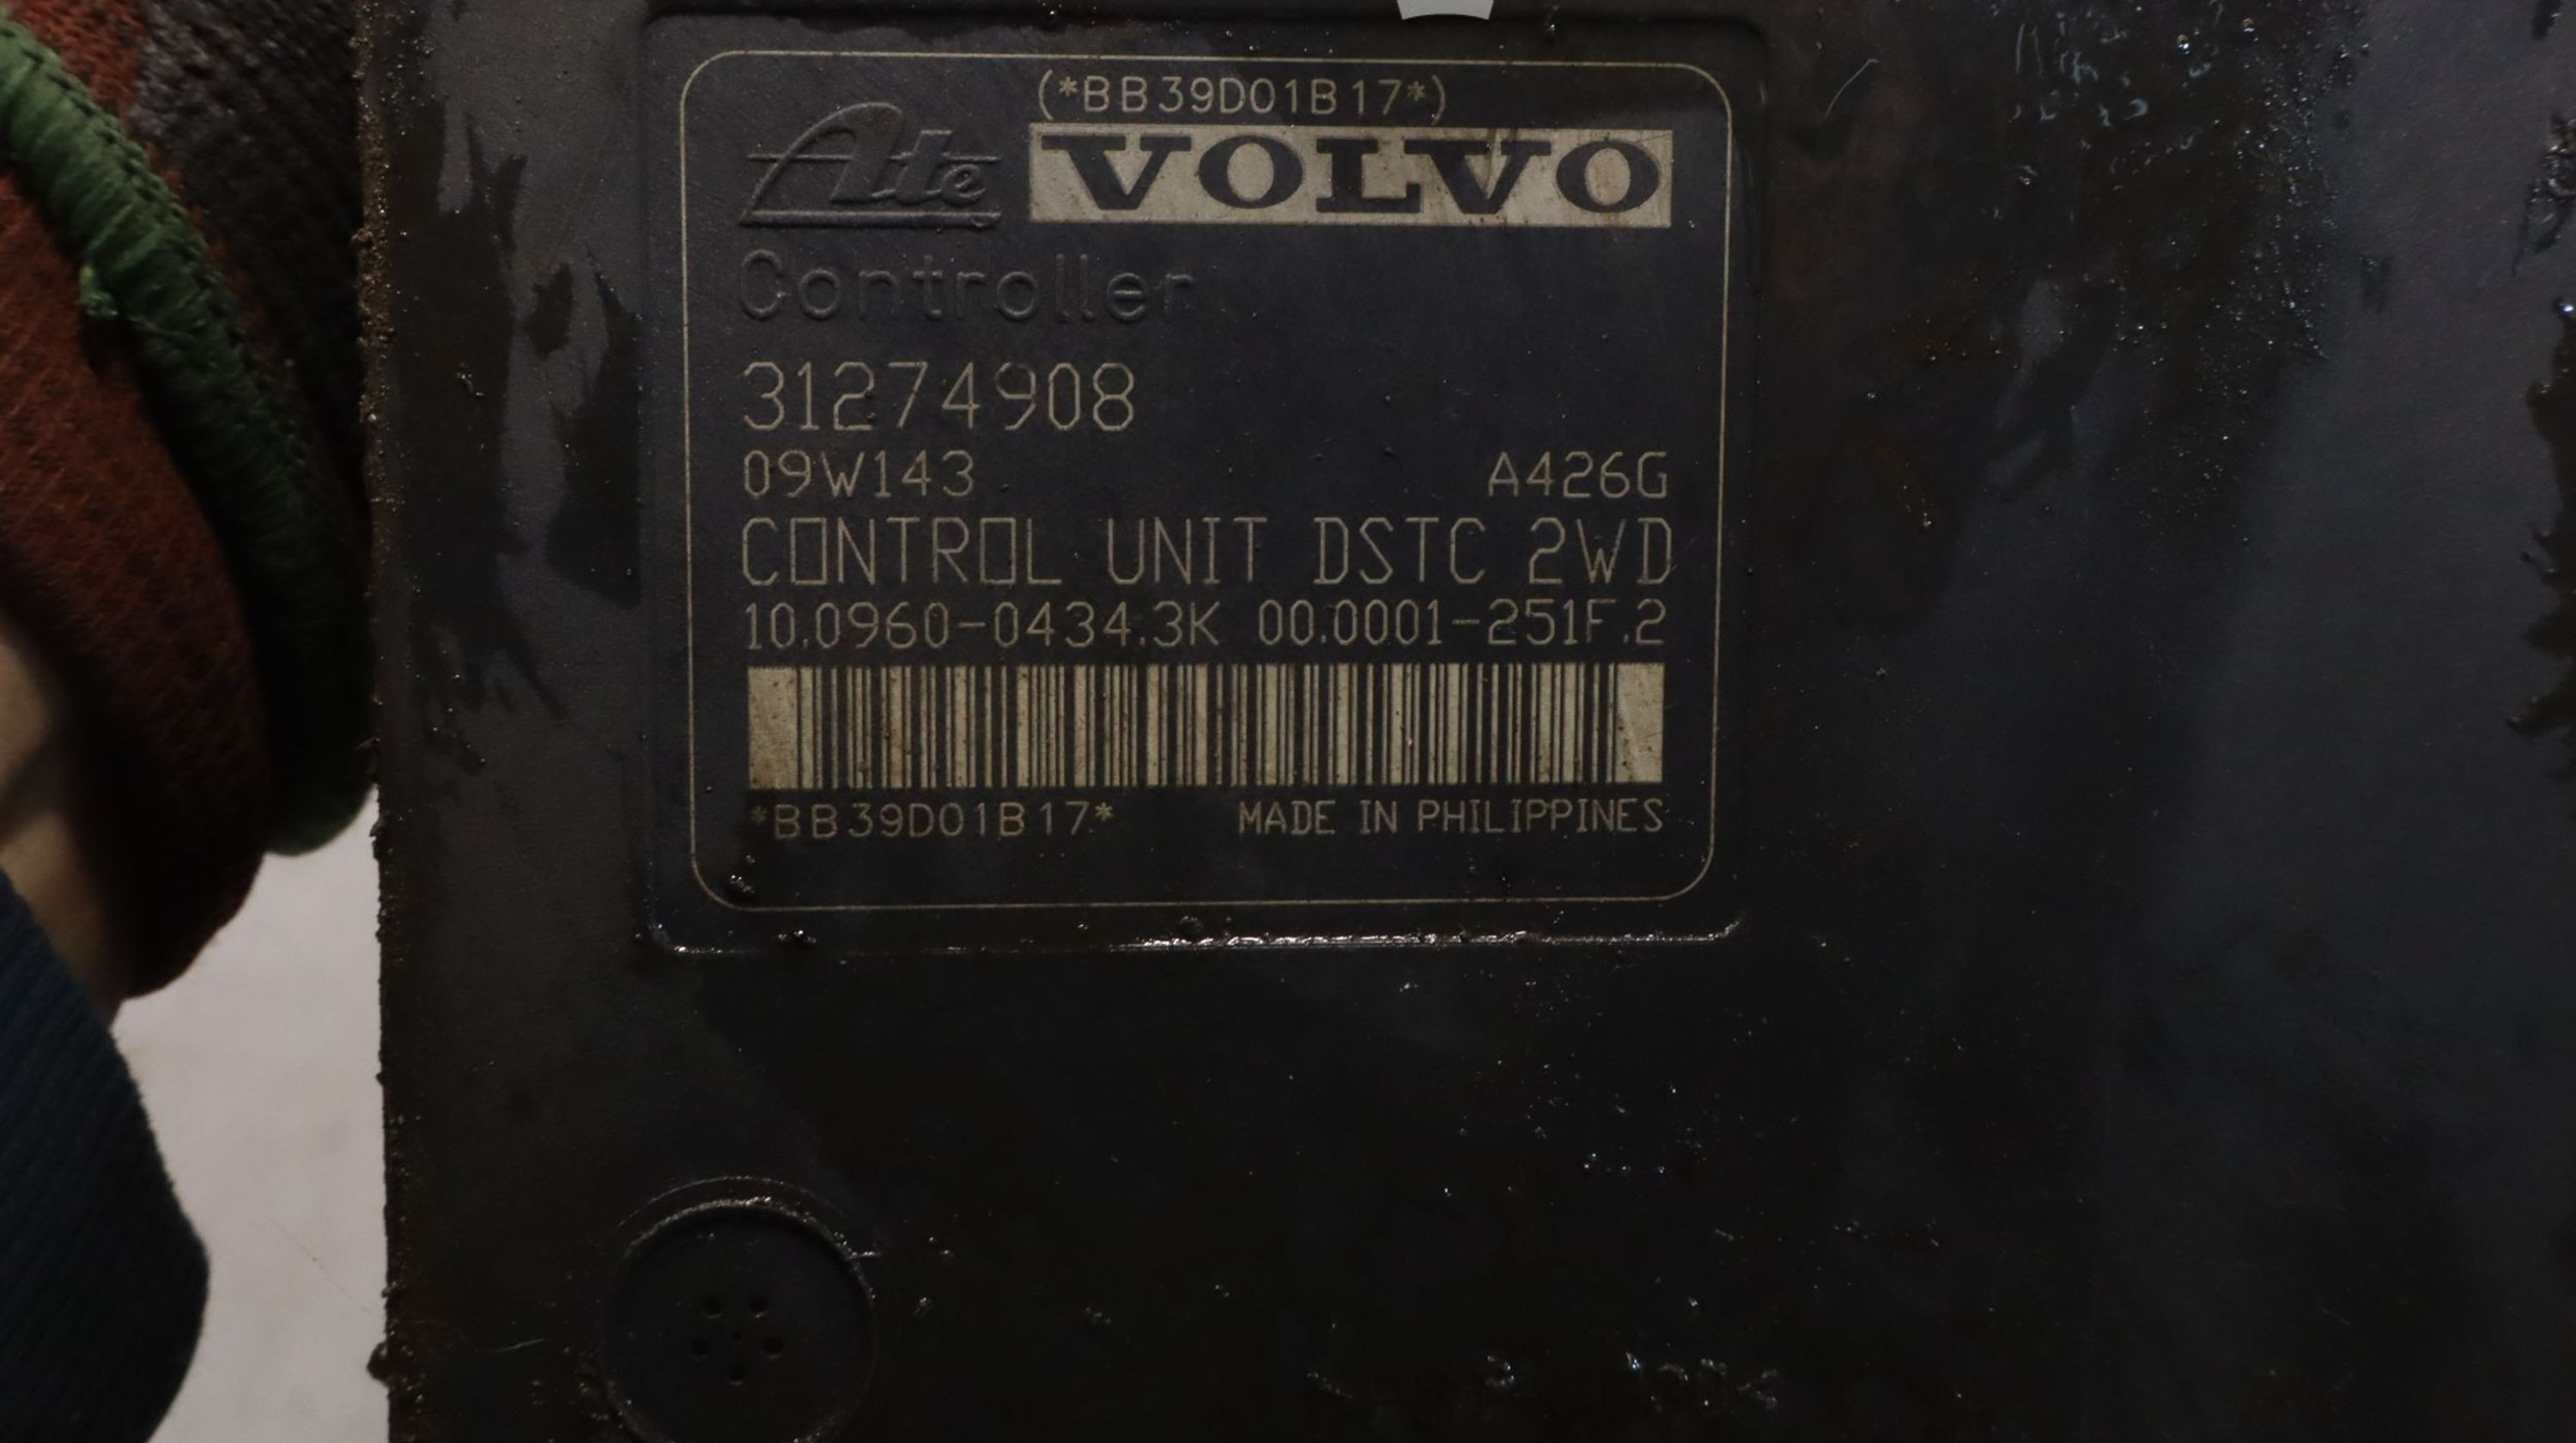 (*BB39D01B17*)
Ate VOLVO
Controller
31274908
09W143 A426G
CONTROL UNIT DSTC 2WD
10.0960-0434.3K 00.0001-251F.2
*BB39D01B17* MADE IN PHILIPPINES